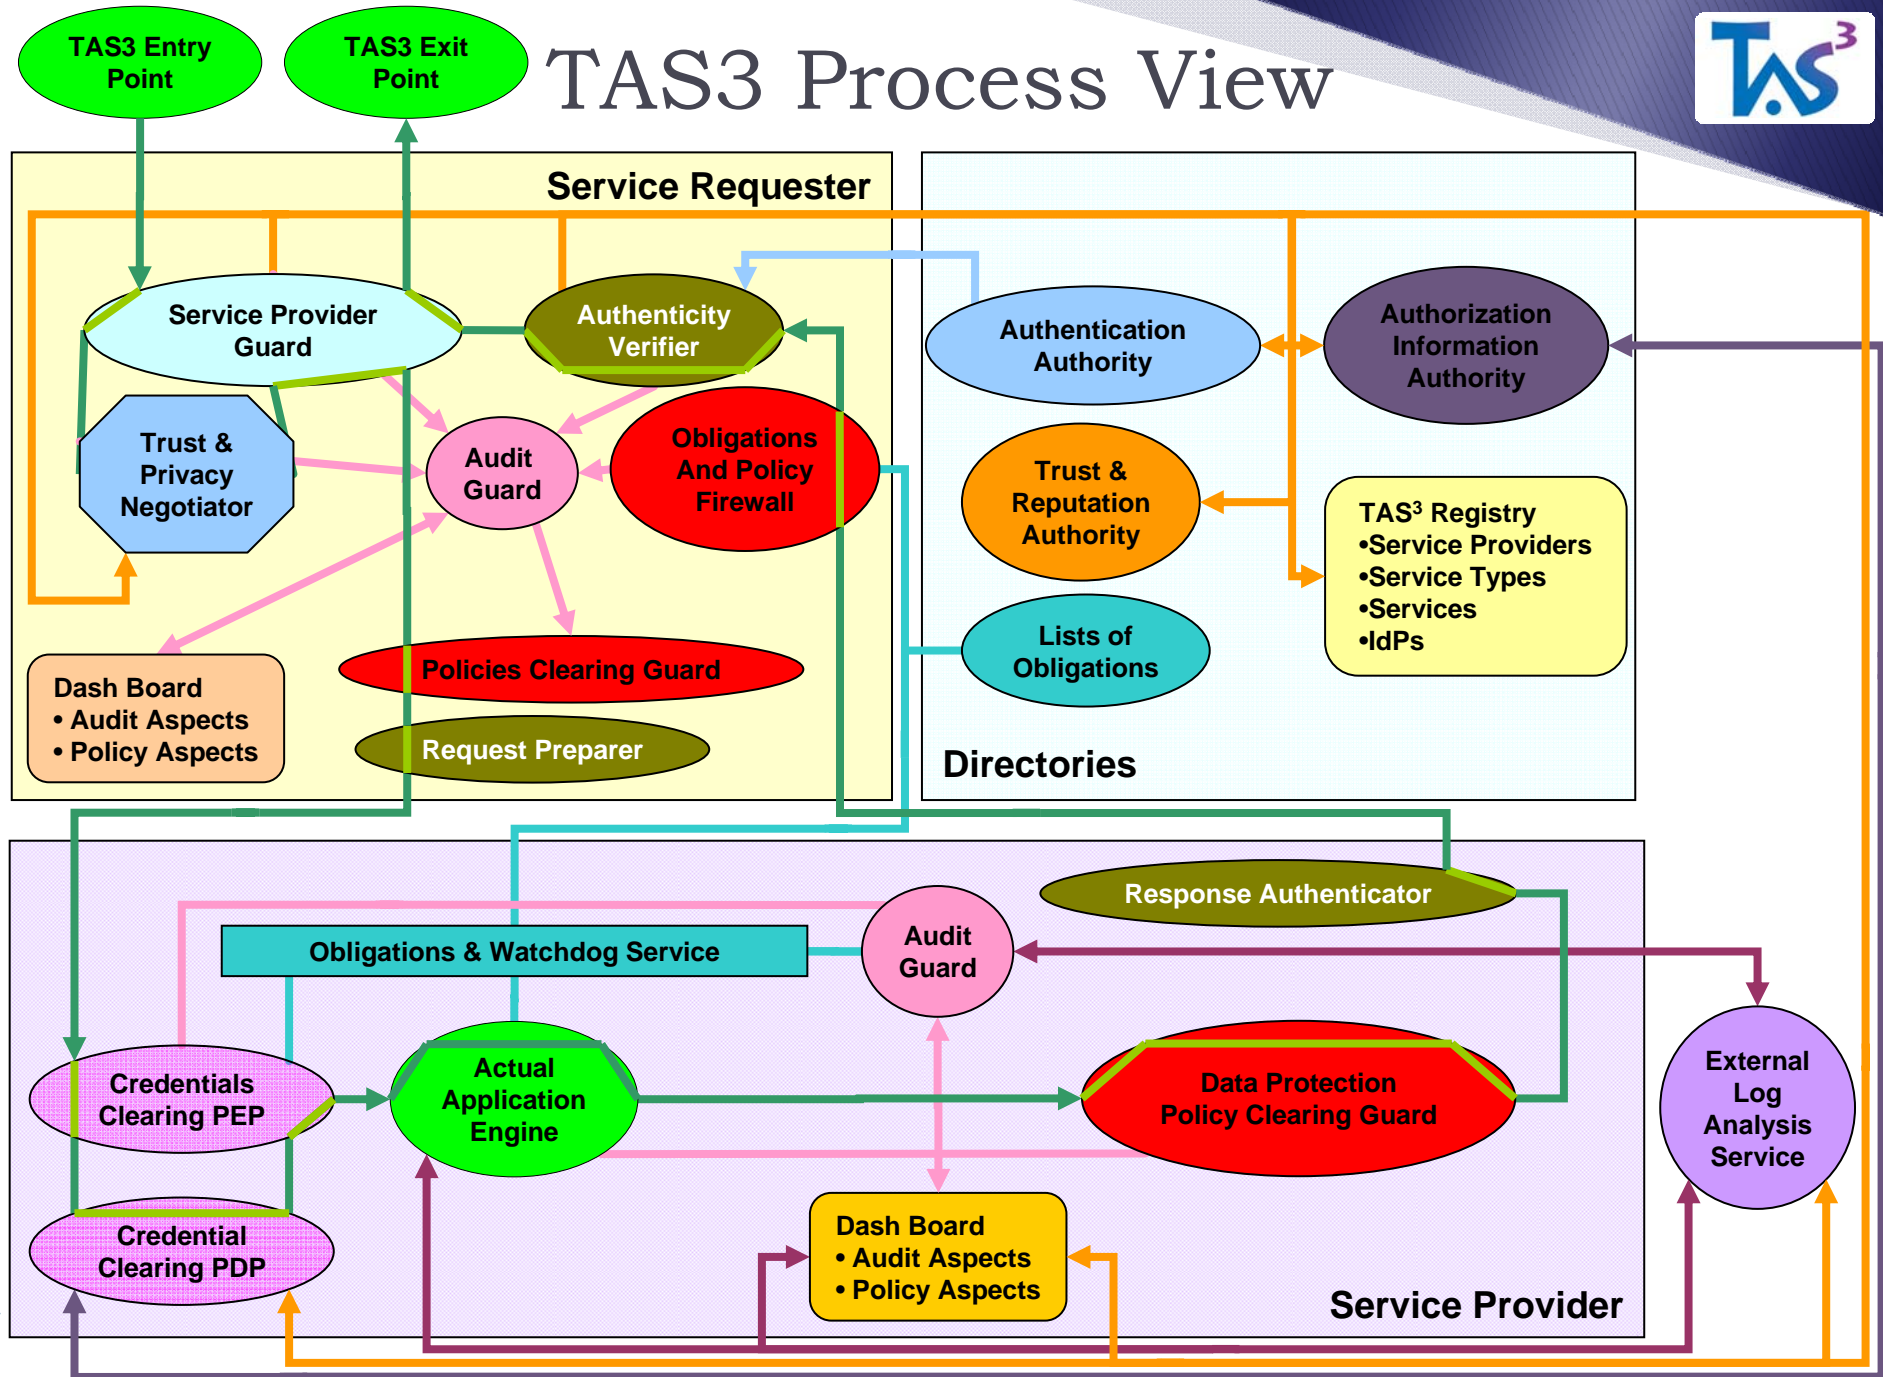 TAS3 Entry
Point
TAS3 Exit
Point
TAS3 Process View
TAS3
Service Requester
Service Provider
Guard
Authenticity
Verifier
Trust &
Privacy
Negotiator
Audit
Guard
Obligations
And Policy
Firewall
Policies Clearing Guard
Dash Board
• Audit Aspects
• Policy Aspects
Request Preparer
Authentication
Authority
Authorization
Information
Authority
Trust &
Reputation
Authority
TAS³ Registry
•Service Providers
•Service Types
•Services
•IdPs
Lists of
Obligations
Directories
Response Authenticator
Audit
Guard
Obligations & Watchdog Service
Credentials
Clearing PEP
Actual
Application
Engine
Data Protection
Policy Clearing Guard
External
Log
Analysis
Service
Credential
Clearing PDP
Dash Board
• Audit Aspects
• Policy Aspects
Service Provider